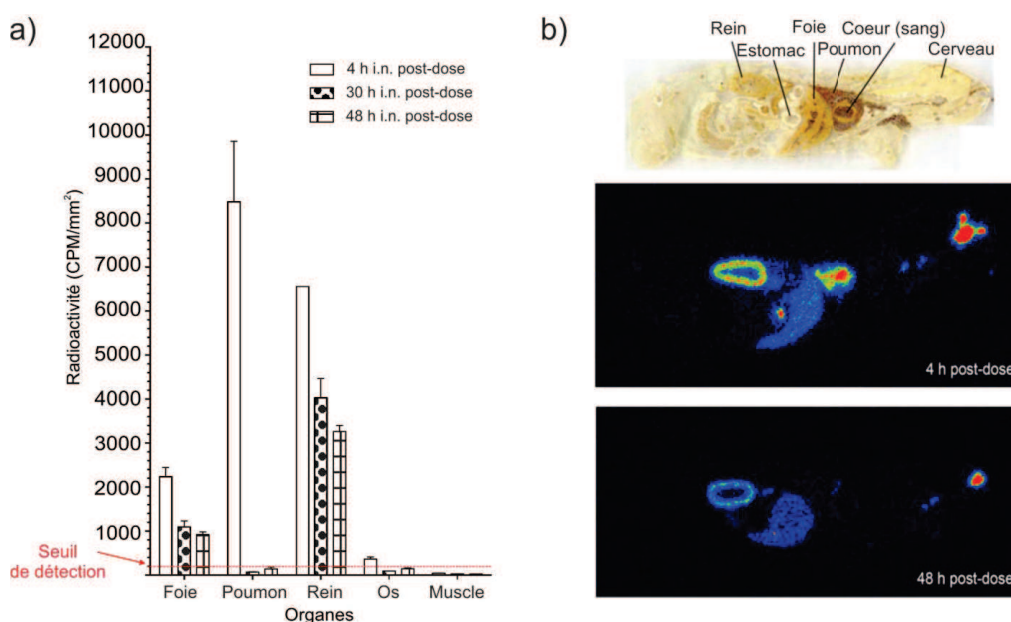 a)
12000
11000
10000
9000
8000
7000
6000
5000
4000
3000
2000
1000
Radioactivité (CPM/mm²)
4 h i.n. post-dose
30 h i.n. post-dose
48 h i.n. post-dose
Seuil
de détection
Foie Poumon Rein Os Muscle
Organes
b)
Rein Foie Coeur (sang)
Estomac Poumon Cerveau
4 h post-dose
48 h post-dose